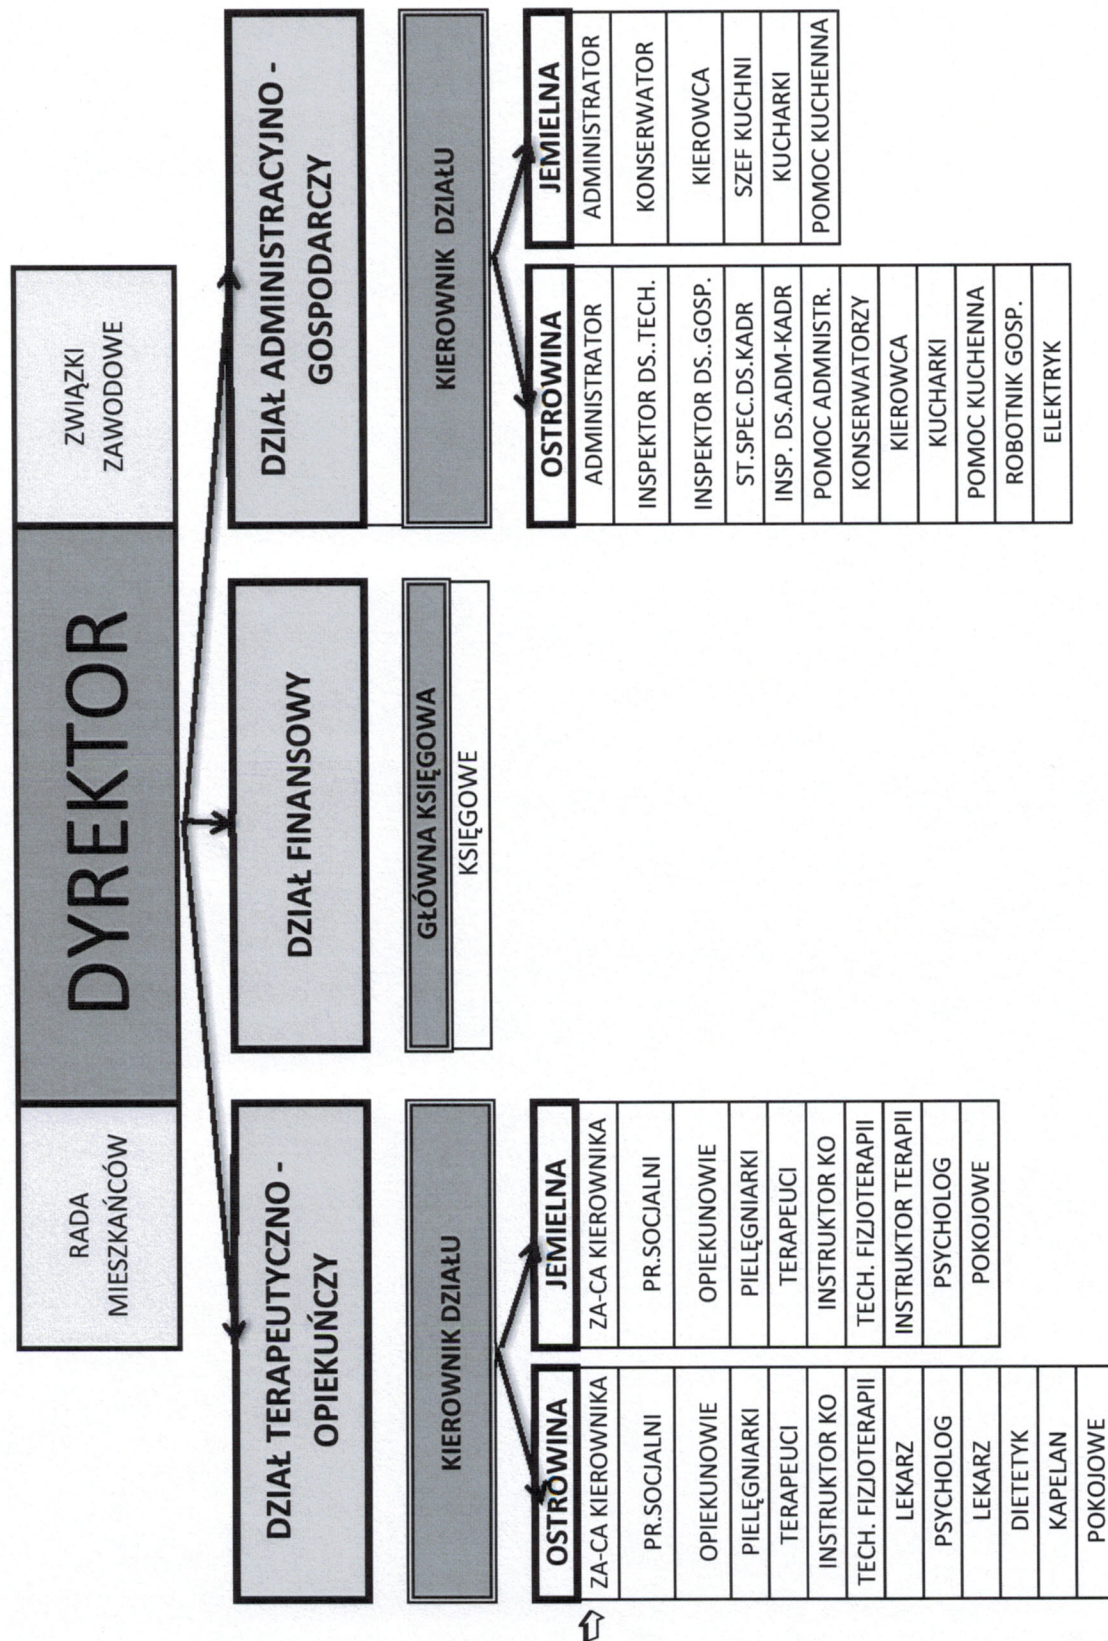 RADA
MIESZKAŃCÓW
DYREKTOR
ZWIĄZKI
ZAWODOWE
DZIAŁ TERAPEUTYCZNO -
OPIEKUŃCZY
KIEROWNIK DZIAŁU
OSTROWINA
ZA-CA KIEROWNIKA
PR.SOCJALNI
OPIEKUNOWIE
PIELĘGNIARKI
TERAPEUCI
INSTRUKTOR KO
TECH. FIZJOTERAPII
LEKARZ
PSYCHOLOG
LEKARZ
DIETETYK
KAPELAN
POKOJOWE
JEMIELNA
ZA-CA KIEROWNIKA
PR.SOCJALNI
OPIEKUNOWIE
PIELĘGNIARKI
TERAPEUCI
INSTRUKTOR KO
TECH. FIZJOTERAPII
INSTRUKTOR TERAPII
PSYCHOLOG
POKOJOWE
DZIAŁ FINANSOWY
GŁÓWNA KSIĘGOWA
KSIĘGOWE
DZIAŁ ADMINISTRACYJNO -
GOSPODARCZY
KIEROWNIK DZIAŁU
OSTROWINA
ADMINISTRATOR
INSPEKTOR DS..TECH.
INSPEKTOR DS..GOSP.
ST.SPEC.DS.KADR
INSP. DS.ADM-KADR
POMOC ADMNISTR.
KONSERWATORZY
KIEROWCA
KUCHARKI
POMOC KUCHENNA
ROBOTNIK GOSP.
ELEKTRYK
JEMIELNA
ADMINISTRATOR
KONSERWATOR
KIEROWCA
SZEF KUCHNI
KUCHARKI
POMOC KUCHENNA